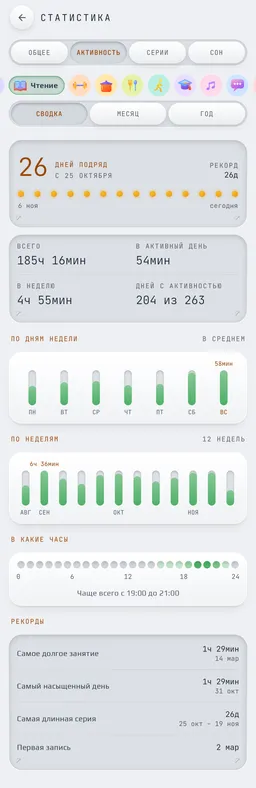 СТАТИСТИКА
ОБЩЕЕ АКТИВНОСТЬ СЕРИИ СОН
Чтение
СВОДКА МЕСЯЦ ГОД
26 ДНЕЙ ПОДРЯД
С 25 ОКТЯБРЯ
РЕКОРД
26д
6 ноя сегодня
ВСЕГО В АКТИВНЫЙ ДЕНЬ
185ч 16мин 54мин
В НЕДЕЛЮ ДНЕЙ С АКТИВНОСТЬЮ
4ч 55мин 204 из 263
ПО ДНЯМ НЕДЕЛИ В СРЕДНЕМ
58мин
ПН ВТ СР ЧТ ПТ СБ ВС
ПО НЕДЕЛЯМ 12 НЕДЕЛЬ
6ч 36мин
АВГ СЕН ОКТ НОЯ
В КАКИЕ ЧАСЫ
0 6 12 18 24
Чаще всего с 19:00 до 21:00
РЕКОРДЫ
Самое долгое занятие 1ч 29мин
14 мар
Самый насыщенный день 1ч 29мин
31 окт
Самая длинная серия 26д
25 окт - 19 ноя
Первая запись 2 мар